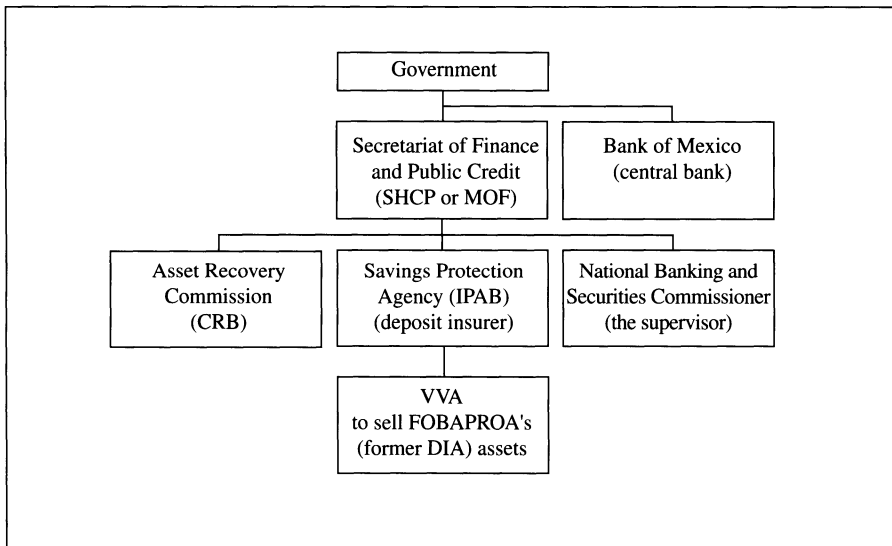 Government
Secretariat of Finance
and Public Credit
(SHCP or MOF)
Bank of Mexico
(central bank)
Asset Recovery
Commission
(CRB)
Savings Protection
Agency (IPAB)
(deposit insurer)
National Banking and
Securities Commissioner
(the supervisor)
VVA
to sell FOBAPROA's
(former DIA) assets